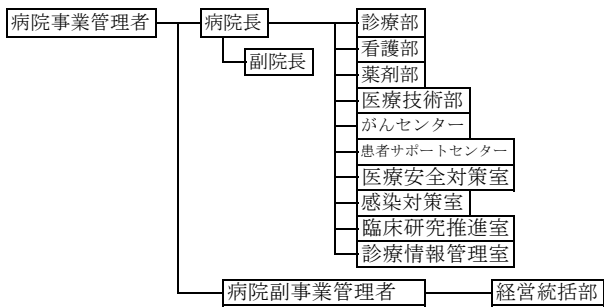 病院事業管理者 病院長 診療部
看護部
副院長
薬剤部
医療技術部
がんセンター
患者サポートセンター
医療安全対策室
感染対策室
臨床研究推進室
診療情報管理室
病院副事業管理者 経営統括部